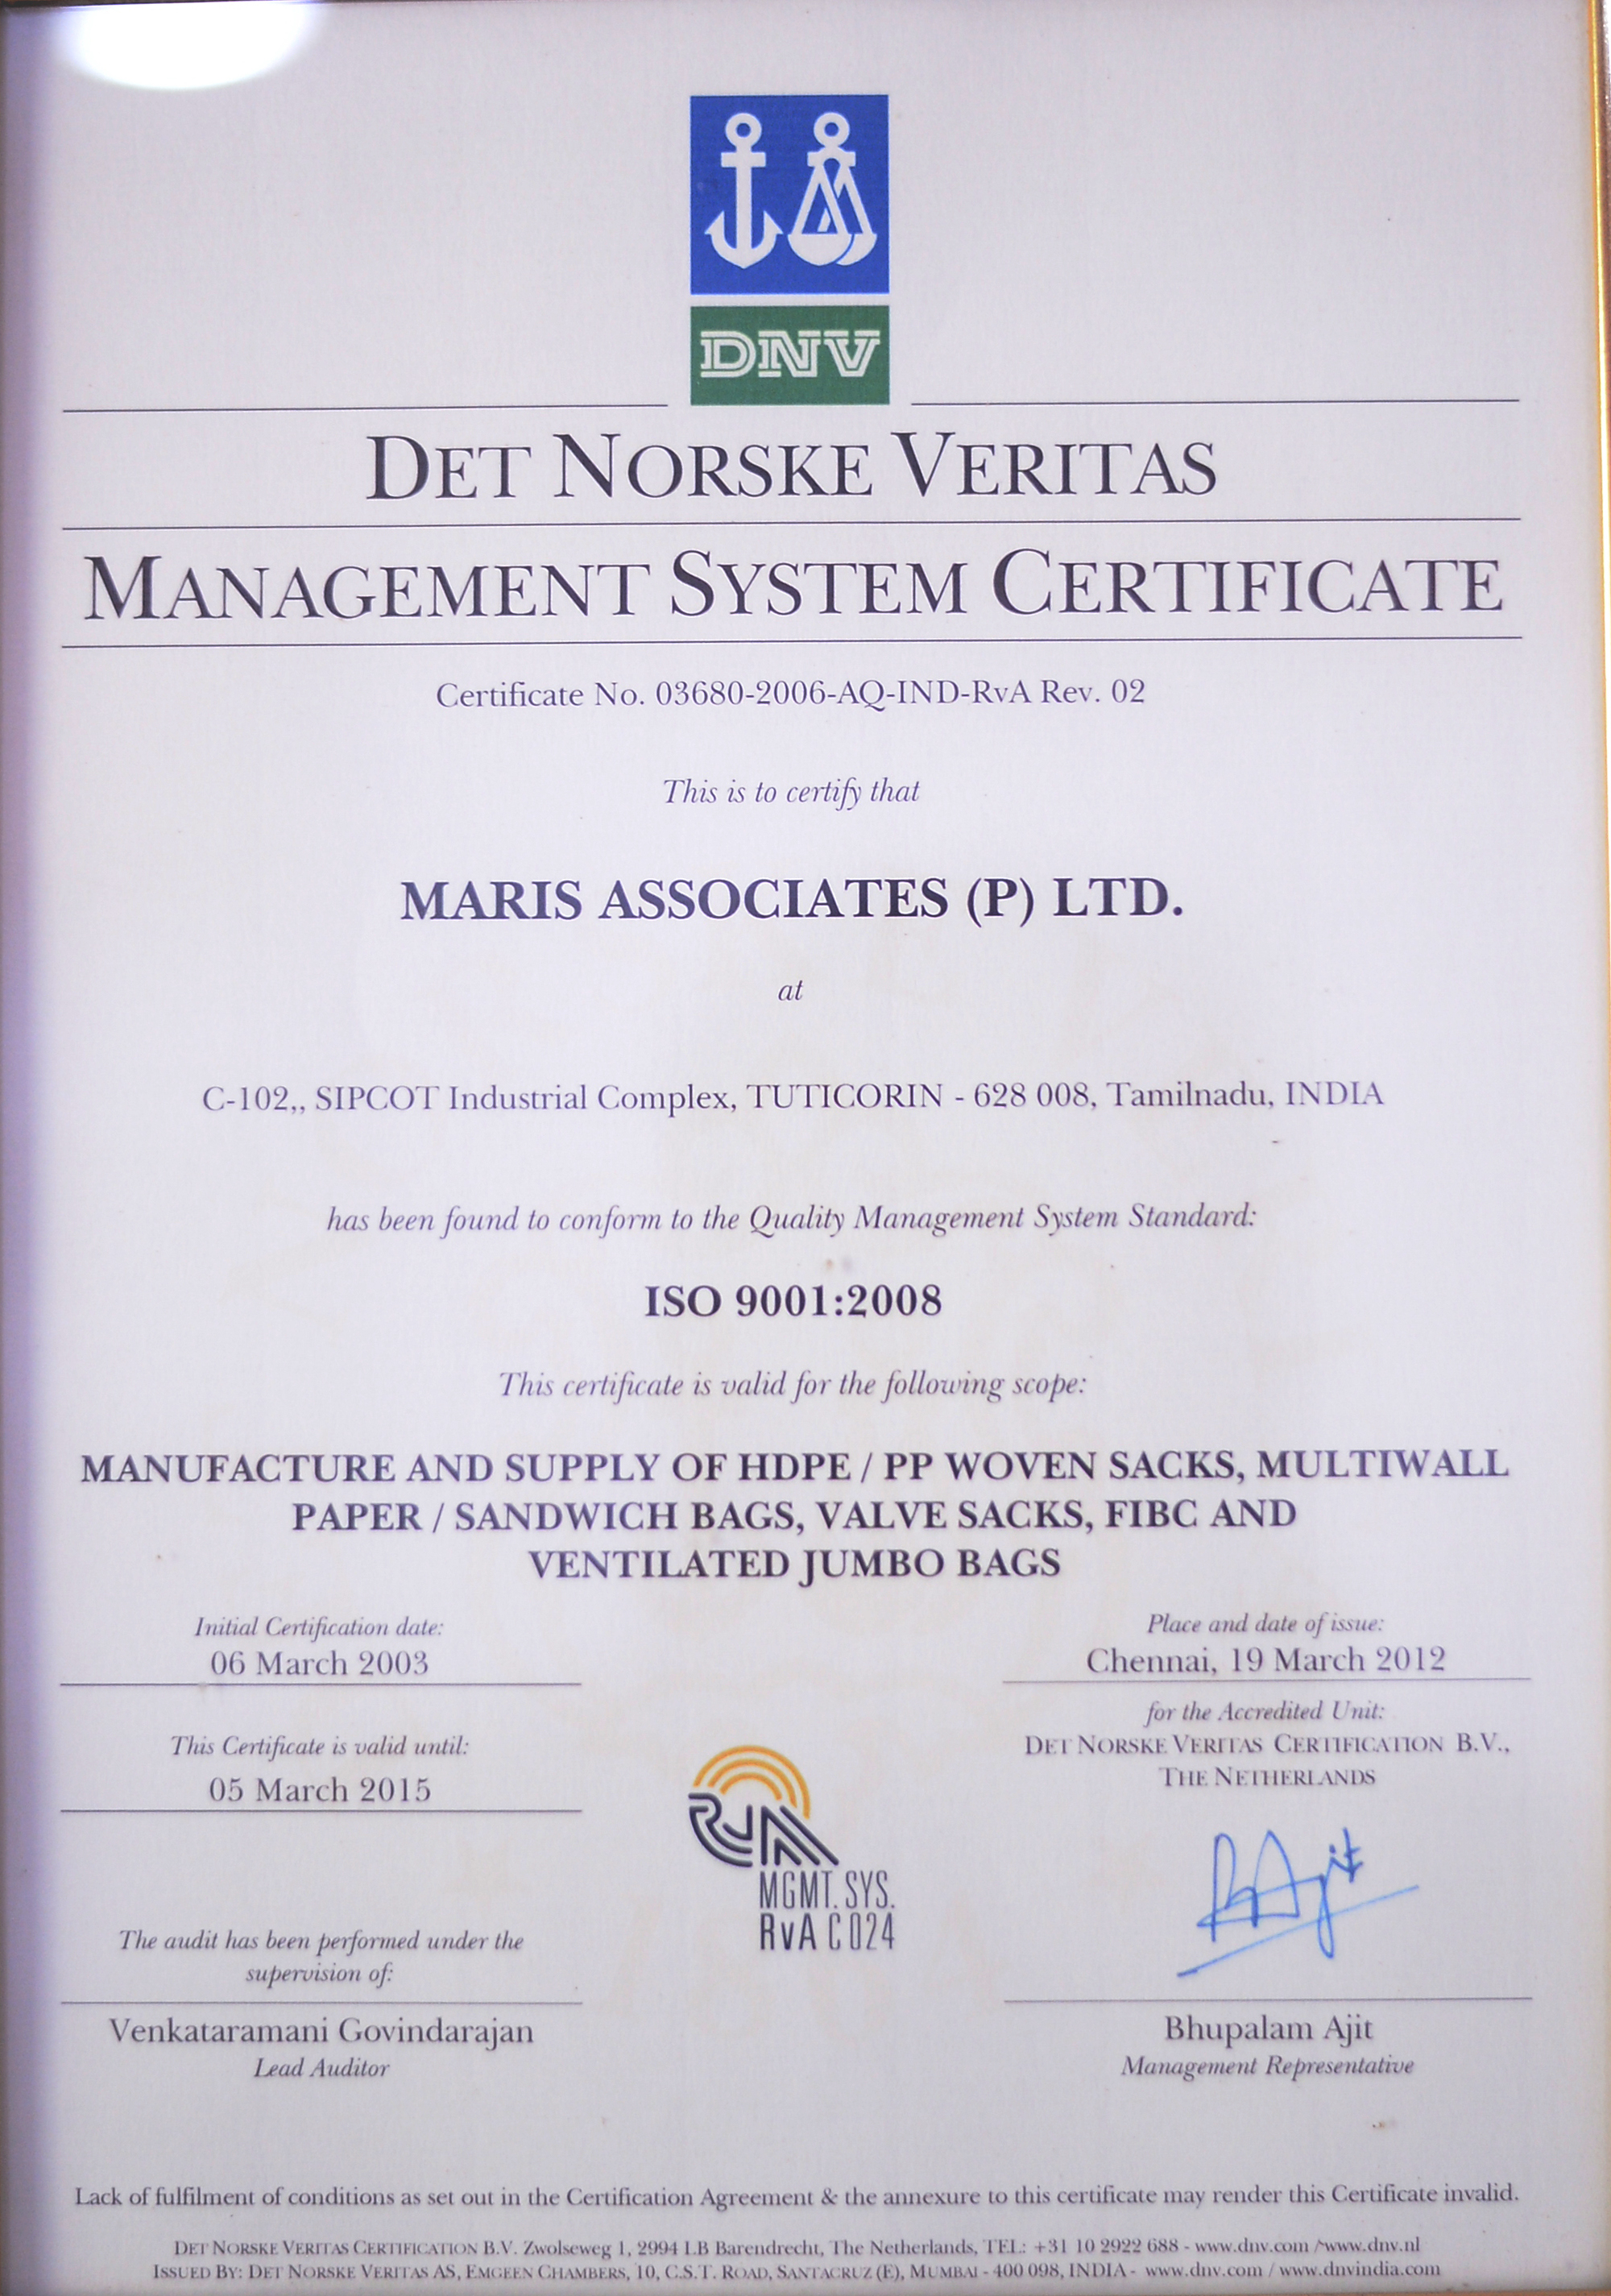 DNV
DET NORSKE VERITAS
MANAGEMENT SYSTEM CERTIFICATE
Certificate No. 03680-2006-AQ-IND-RvA Rev. 02
This is to certify that
MARIS ASSOCIATES (P) LTD.
at
C-102,, SIPCOT Industrial Complex, TUTICORIN - 628 008, Tamilnadu, INDIA
has been found to conform to the Quality Management System Standard:
ISO 9001:2008
This certificate is valid for the following scope:
MANUFACTURE AND SUPPLY OF HDPE / PP WOVEN SACKS, MULTIWALL
PAPER / SANDWICH BAGS, VALVE SACKS, FIBC AND
VENTILATED JUMBO BAGS
Initial Certification date:
06 March 2003
This Certificate is valid until:
05 March 2015
The audit has been performed under the
supervision of:
Venkataramani Govindarajan
Lead Auditor
RvA
MGMT. SYS.
RvA C 024
Place and date of issue:
Chennai, 19 March 2012
for the Accredited Unit:
DET NORSKE VERITAS CERTIFICATION B.V.,
THE NETHERLANDS
BAjit
Bhupalam Ajit
Management Representative
Lack of fulfilment of conditions as set out in the Certification Agreement & the annexure to this certificate may render this Certificate invalid.
DET NORSKE VERITAS CERTIFICATION B.V. Zwolseweg 1, 2994 LB Barendrecht, The Netherlands, TEL: +31 10 2922 688 - www.dnv.com / www.dnv.nl
ISSUED BY: DET NORSKE VERITAS AS, EMGEEN CHAMBERS, 10, C.S.T. ROAD, SANTACRUZ (E), MUMBAI - 400 098, INDIA - www.dnv.com / www.dnvindia.com